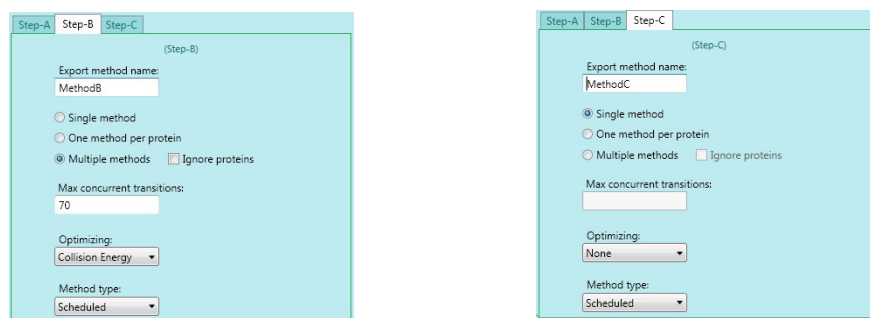 Step-A Step-B Step-C
(Step-B)
Export method name:
MethodB
Single method
One method per protein
Multiple methods Ignore proteins
Max concurrent transitions:
70
Optimizing:
Collision Energy
Method type:
Scheduled
Step-A Step-B Step-C
(Step-C)
Export method name:
MethodC
Single method
One method per protein
Multiple methods Ignore proteins
Max concurrent transitions:
Optimizing:
None
Method type:
Scheduled